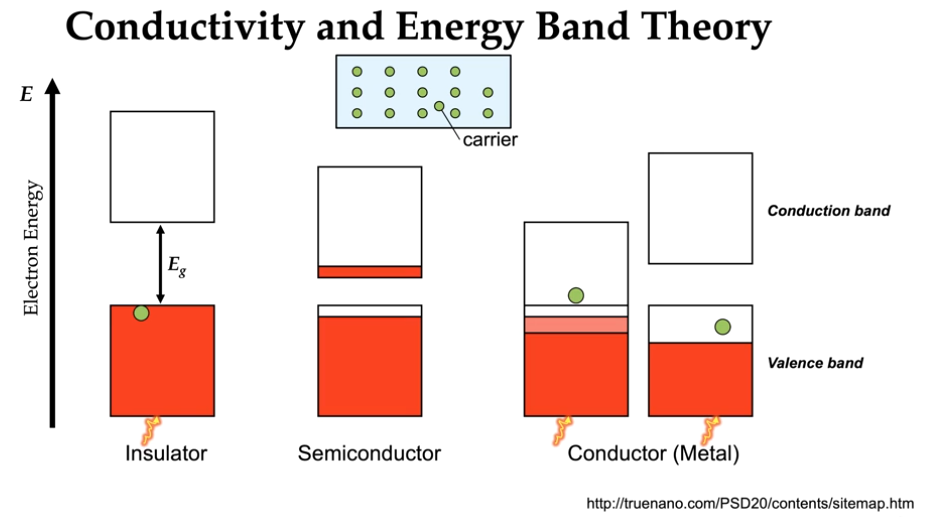 Conductivity and Energy Band Theory
E
carrier
Electron Energy
Eg
Conduction band
Valence band
Insulator
Semiconductor
Conductor (Metal)
http://truenano.com/PSD20/contents/sitemap.htm